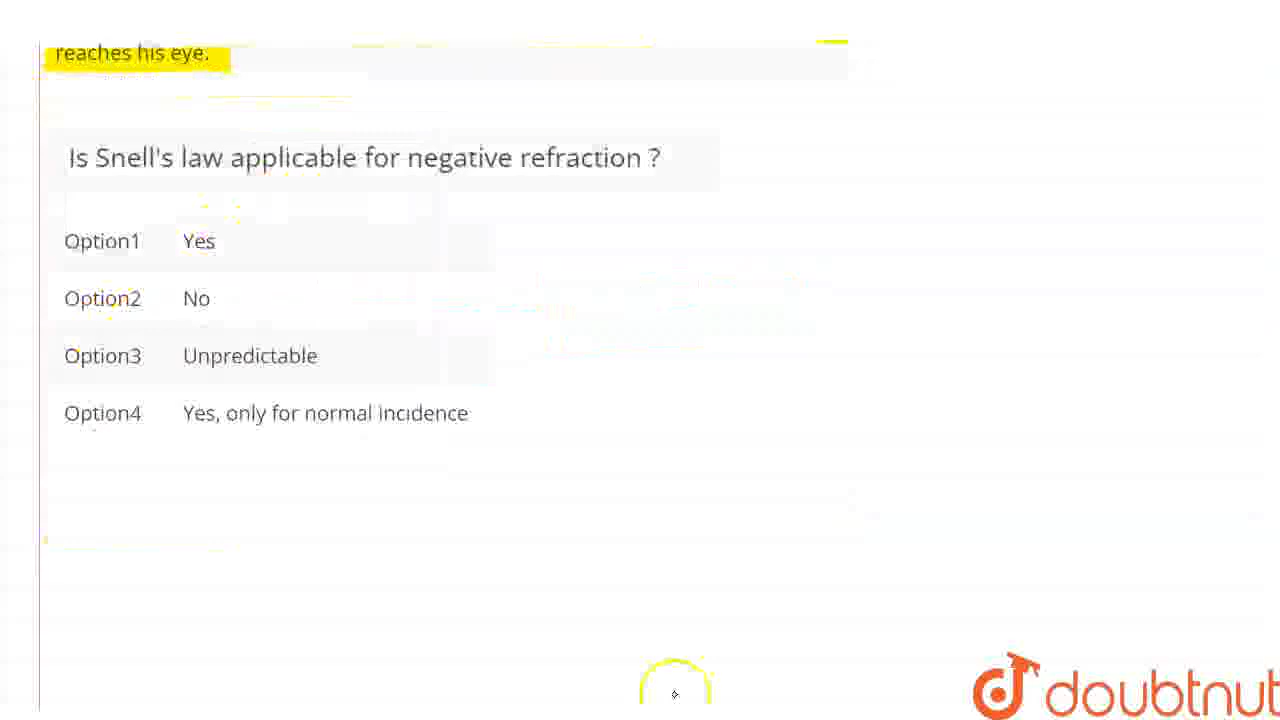 reaches his eye.
Is Snell's law applicable for negative refraction ?
Option1 Yes
Option2 No
Option3 Unpredictable
Option4 Yes, only for normal incidence
doubtnut